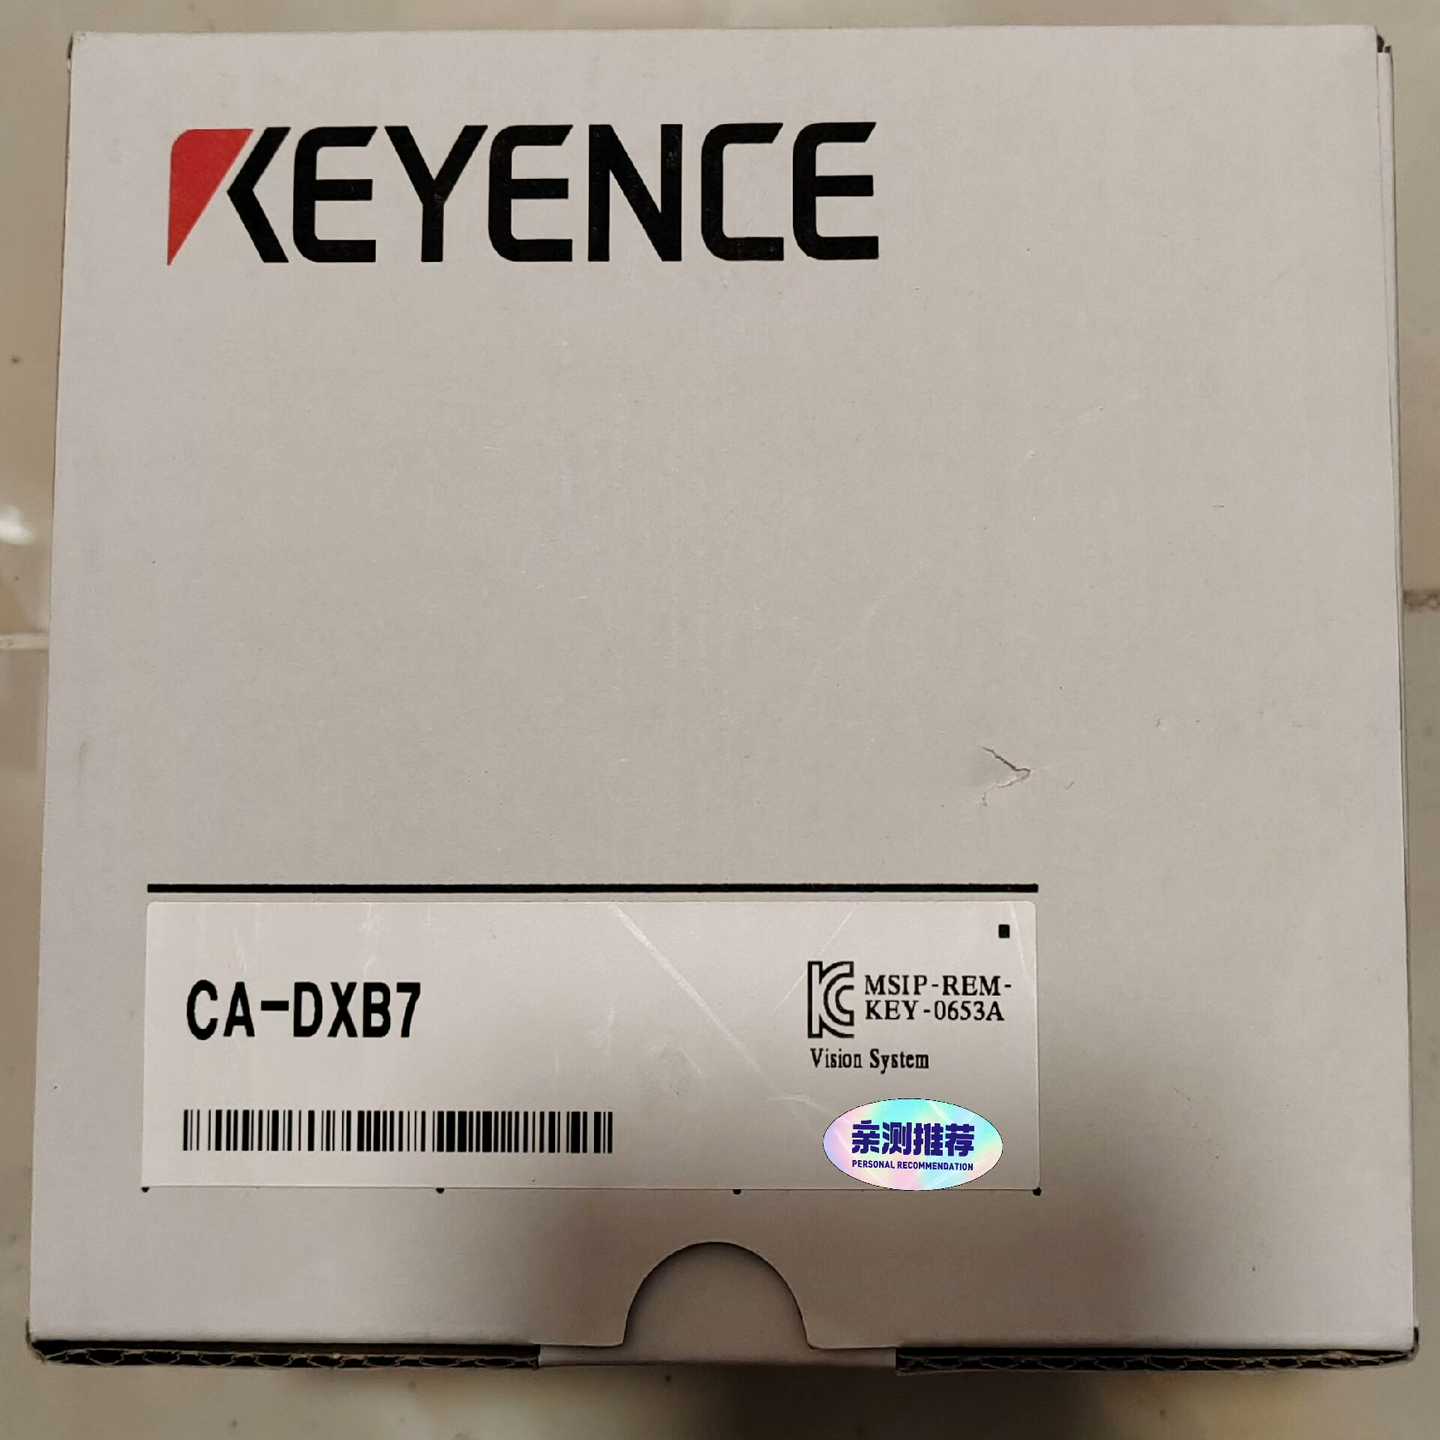 KEYENCE
CA-DXB7
MSIP-REM-
KEY-0653A
Vision System
亲测推荐
PERSONAL RECOMMENDATION